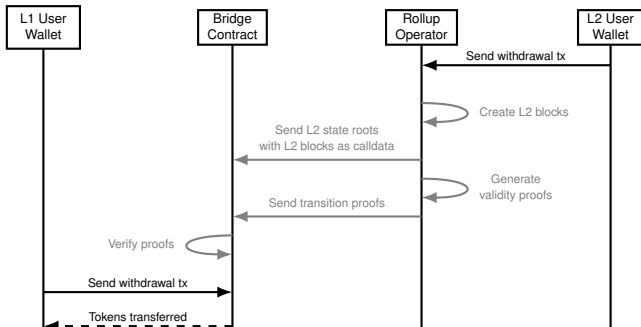 L1 User
Wallet
Bridge
Contract
Rollup
Operator
L2 User
Wallet
Send withdrawal tx
Create L2 blocks
Send L2 state roots
with L2 blocks as calldata
Generate
validity proofs
Send transition proofs
Verify proofs
Send withdrawal tx
Tokens transferred